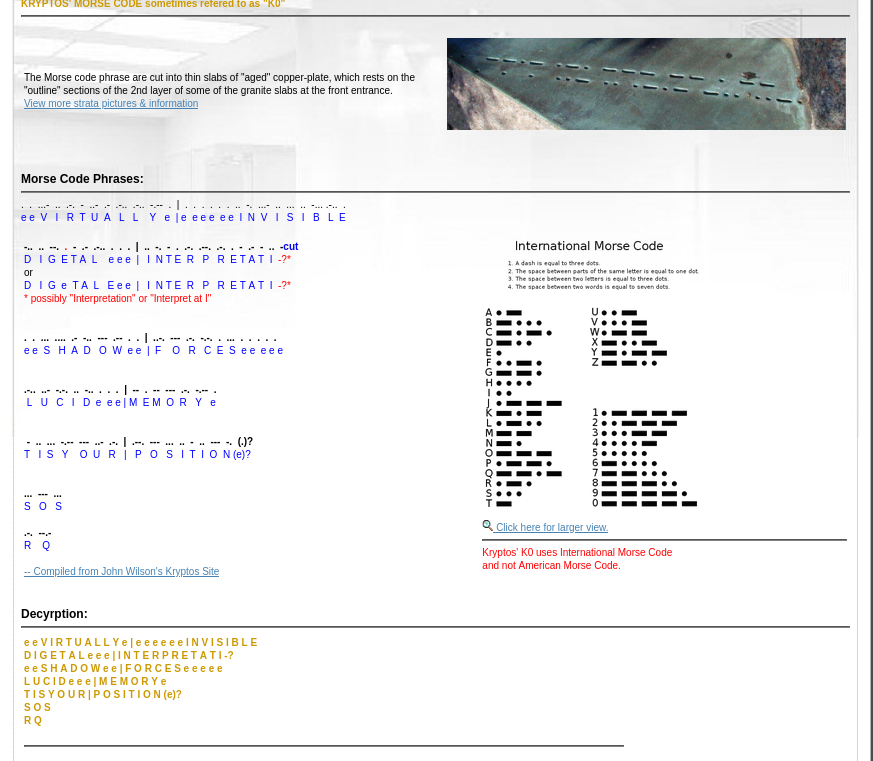 KRYPTOS' MORSE CODE sometimes refered to as "K0"
The Morse code phrase are cut into thin slabs of "aged" copper-plate, which rests on the
"outline" sections of the 2nd layer of some of the granite slabs at the front entrance.
View more strata pictures & information
Morse Code Phrases:
. . ...- .. .-. - ..- .- .-.. .-.. -.-- . | . . . . . . .. -. ...- .. ... .. -... .-.. .
e e V I R T U A L L Y e | e e e e e e I N V I S I B L E
-.. .. --. . - .- .-.. . . . | .. -. - . .-. .--. .-. . - .- - .. -cut
D I G E T A L e e e | I N T E R P R E T A T I -?*
or
D I G e T A L E e e | I N T E R P R E T A T I -?*
* possibly "Interpretation" or "Interpret at I"
. . ... .... .- -.. --- .-- . . | ..-. --- .-. -.-. . ... . . . . .
e e S H A D O W e e | F O R C E S e e e e e
.-.. ..- -.-. .. -.. . . . | -- . -- --- .-. -.-- .
L U C I D e e e | M E M O R Y e
- .. ... -.-- --- ..- .-. | .--. --- ... .. - .. --- -. (.)?
T I S Y O U R | P O S I T I O N (e)?
... --- ...
S O S
.-. --.-
R Q
-- Compiled from John Wilson's Kryptos Site
International Morse Code
1. A dash is equal to three dots.
2. The space between parts of the same letter is equal to one dot.
3. The space between two letters is equal to three dots.
4. The space between two words is equal to seven dots.
A
B
C
D
E
F
G
H
I
J
K
L
M
N
O
P
Q
R
S
T
U
V
W
X
Y
Z
1
2
3
4
5
6
7
8
9
0
Click here for larger view.
Kryptos' K0 uses International Morse Code
and not American Morse Code.
Decyrption:
e e V I R T U A L L Y e | e e e e e e I N V I S I B L E
D I G E T A L e e e | I N T E R P R E T A T I -?
e e S H A D O W e e | F O R C E S e e e e e
L U C I D e e e | M E M O R Y e
T I S Y O U R | P O S I T I O N (e)?
S O S
R Q